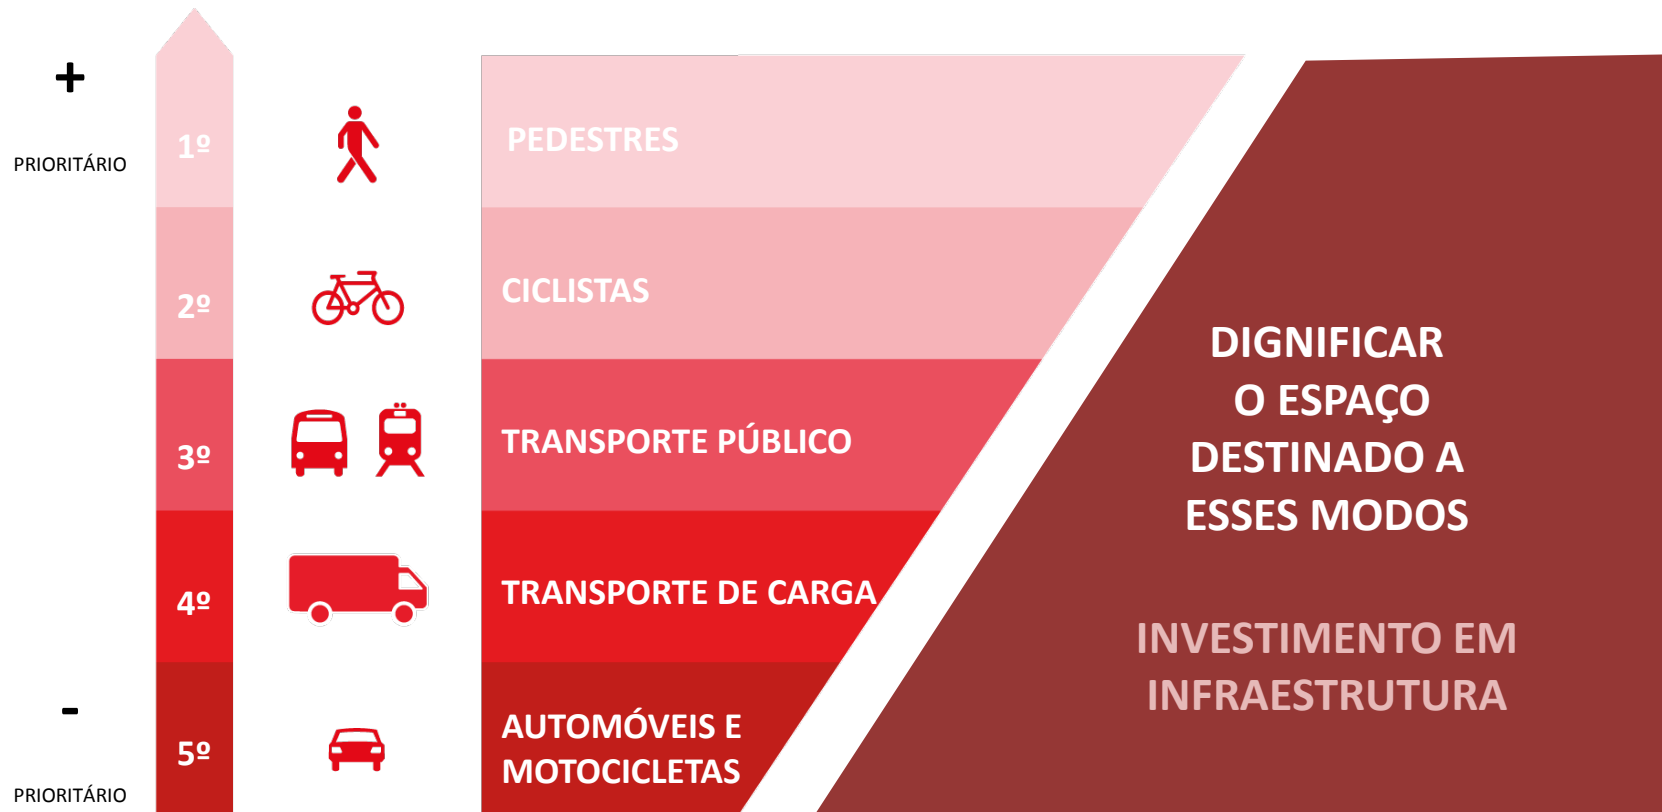 +
PRIORITÁRIO
1º
PEDESTRES
2º
CICLISTAS
3º
TRANSPORTE PÚBLICO
4º
TRANSPORTE DE CARGA
5º
AUTOMÓVEIS E
MOTOCICLETAS
-
PRIORITÁRIO
DIGNIFICAR
O ESPAÇO
DESTINADO A
ESSES MODOS
INVESTIMENTO EM
INFRAESTRUTURA